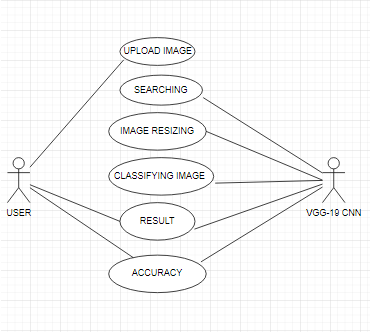 UPLOAD IMAGE
SEARCHING
IMAGE RESIZING
CLASSIFYING IMAGE
USER
VGG-19 CNN
RESULT
ACCURACY